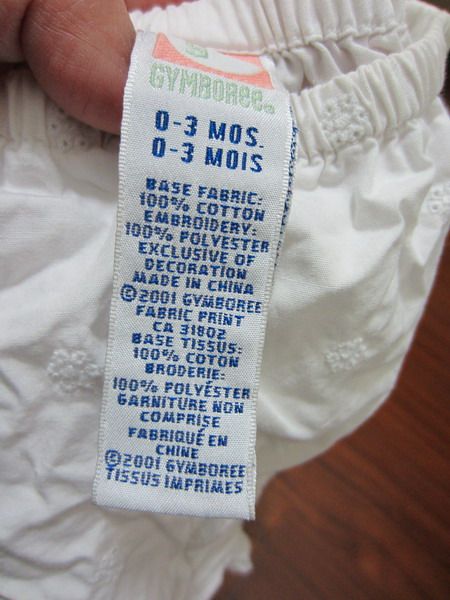 GYMBOREE®
0-3 MOS.
0-3 MOIS
BASE FABRIC:
100% COTTON
EMBROIDERY:
100% POLYESTER
EXCLUSIVE OF
DECORATION
MADE IN CHINA
©2001 GYMBOREE
FABRIC PRINT
CA 31802
BASE TISSUS:
100% COTON
BRODERIE:
100% POLYÉSTER
GARNITURE NON
COMPRISE
FABRIQUÉ EN
CHINE
©2001 GYMBOREE
TISSUS IMPRIMES